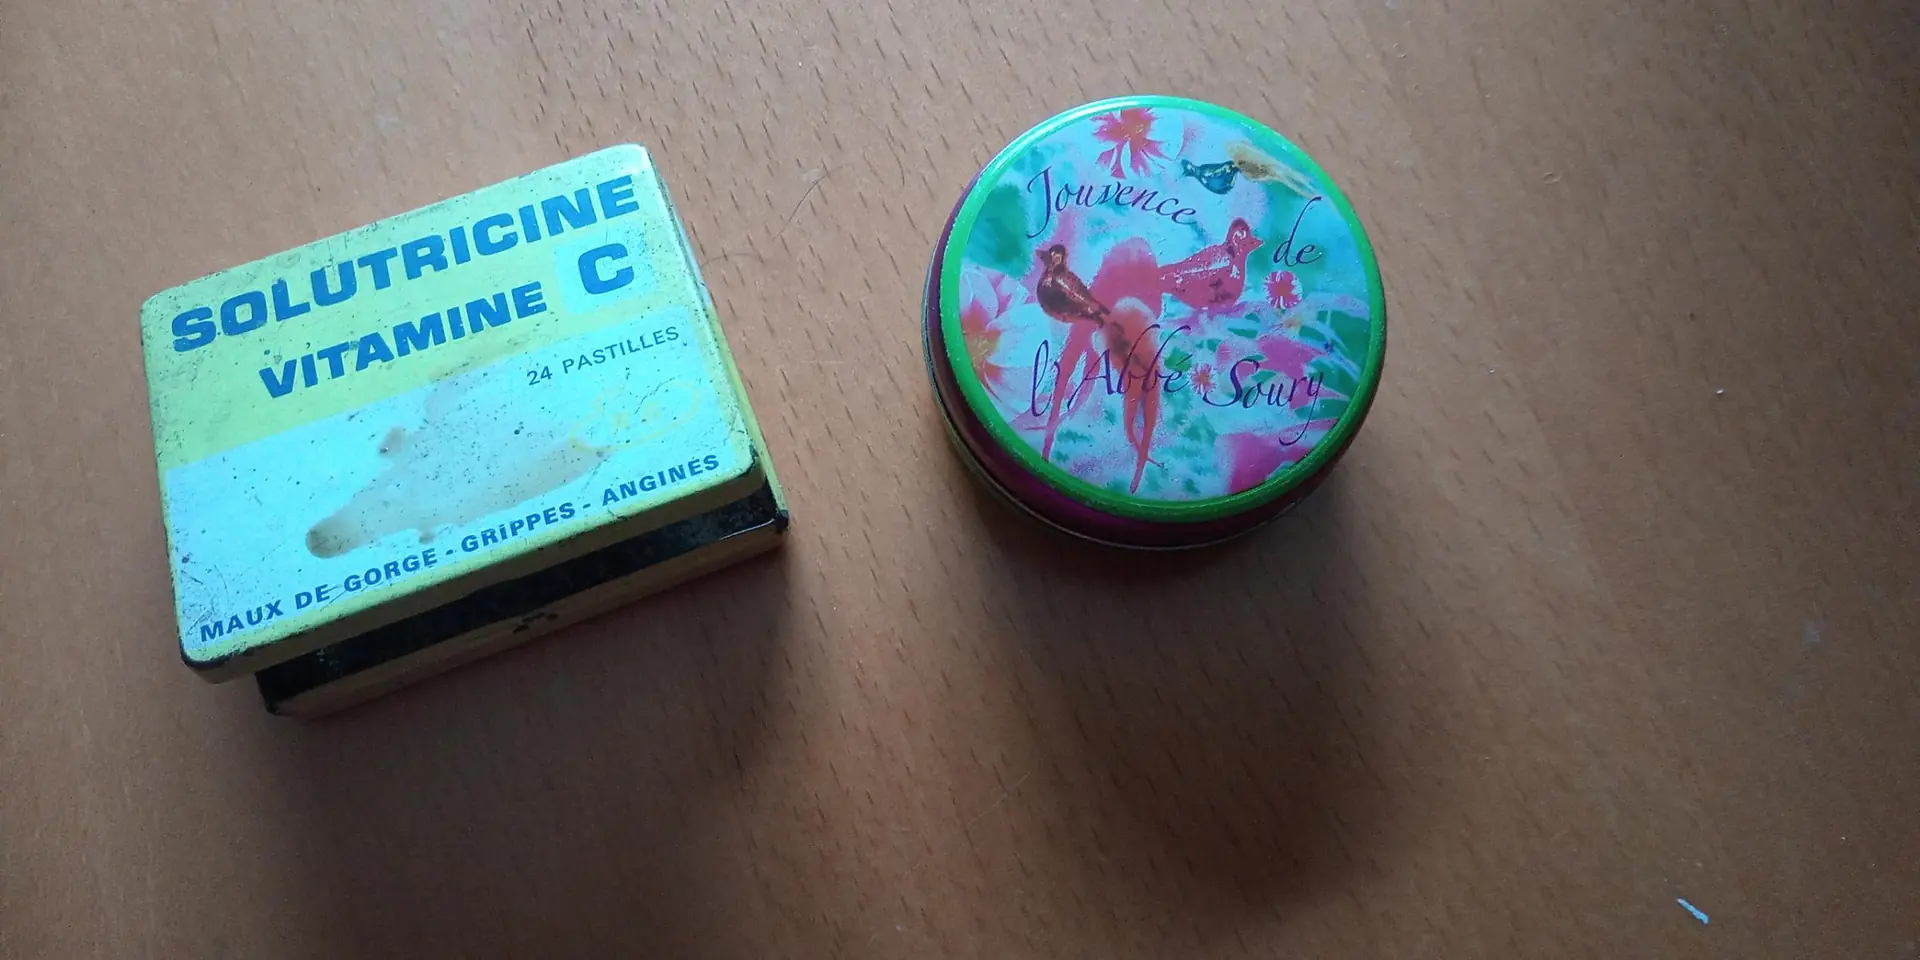 SOLUTRICINE
VITAMINE C
24 PASTILLES
MAUX DE GORGE - GRIPPES - ANGINES
Jouvence
de
l'Abbé Soury